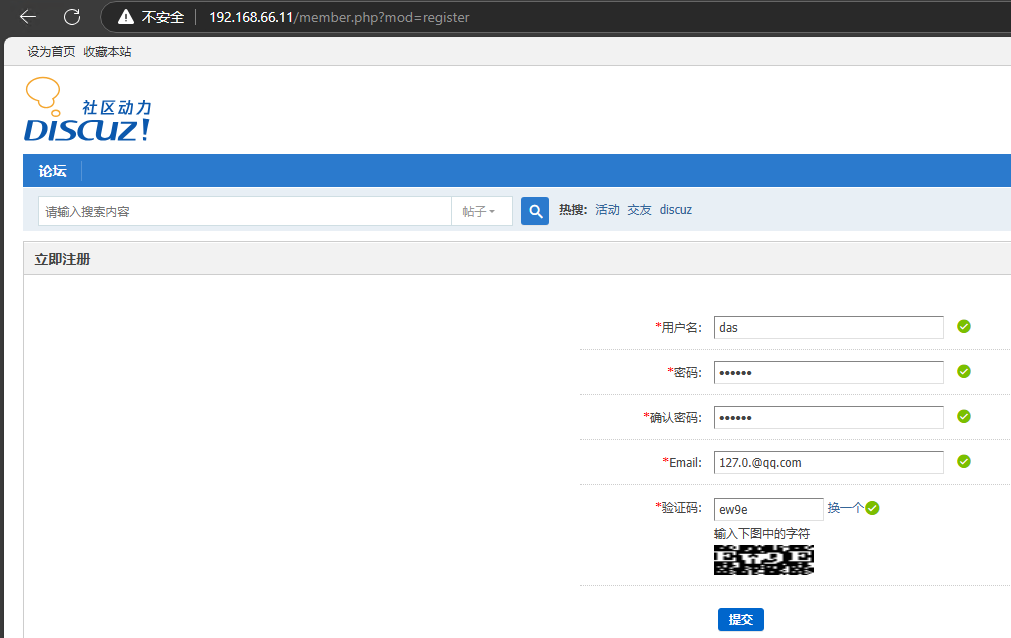 不安全 192.168.66.11/member.php?mod=register
设为首页 收藏本站
社区动力
DISCUZ!
论坛
请输入搜索内容 帖子 热搜: 活动 交友 discuz
立即注册
*用户名: das
*密码: ••••••
*确认密码: ••••••
*Email: 127.0.@qq.com
*验证码: ew9e 换一个
输入下图中的字符
EW9E
提交